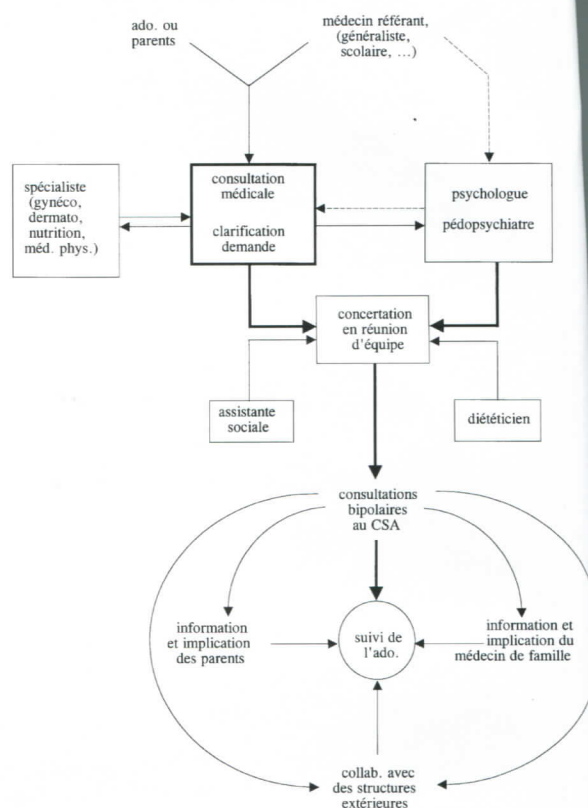 ado. ou
parents
médecin référant,
(généraliste,
scolaire, ...)
spécialiste
(gynéco,
dermato,
nutrition,
méd. phys.)
consultation
médicale
clarification
demande
psychologue
pédopsychiatre
concertation
en réunion
d'équipe
assistante
sociale
diététicien
consultations
bipolaires
au CSA
information
et implication
des parents
suivi de
l'ado.
information et
implication du
médecin de famille
collab. avec
des structures
extérieures